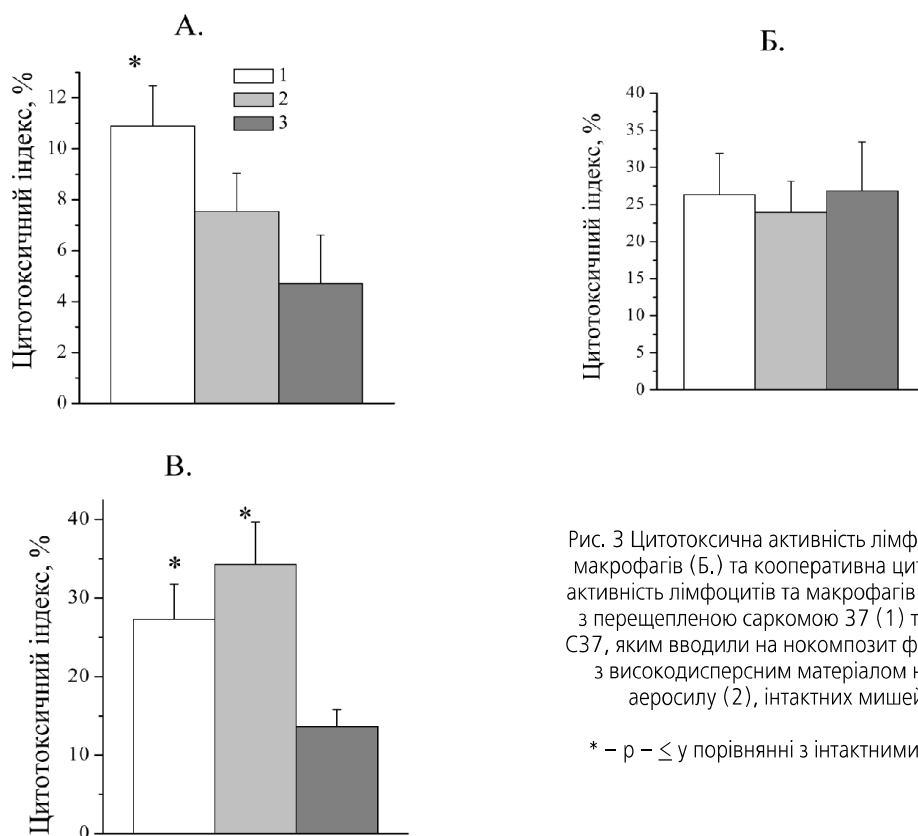 А.
*
1
2
3
Цитотоксичний індекс, %
12
10
8
6
4
2
0
Б.
Цитотоксичний індекс, %
40
35
30
25
20
15
10
5
0
В.
*
*
Цитотоксичний індекс, %
40
30
20
10
0
Рис. 3 Цитотоксична активність лімф
макрофагів (Б.) та кооперативна цит
активність лімфоцитів та макрофагів
з перещепленою саркомою 37 (1) т
С37, яким вводили на нокомпозит ф
з високодисперсним матеріалом н
аеросилу (2), інтактних мишей
* – p – ≤ у порівнянні з інтактними